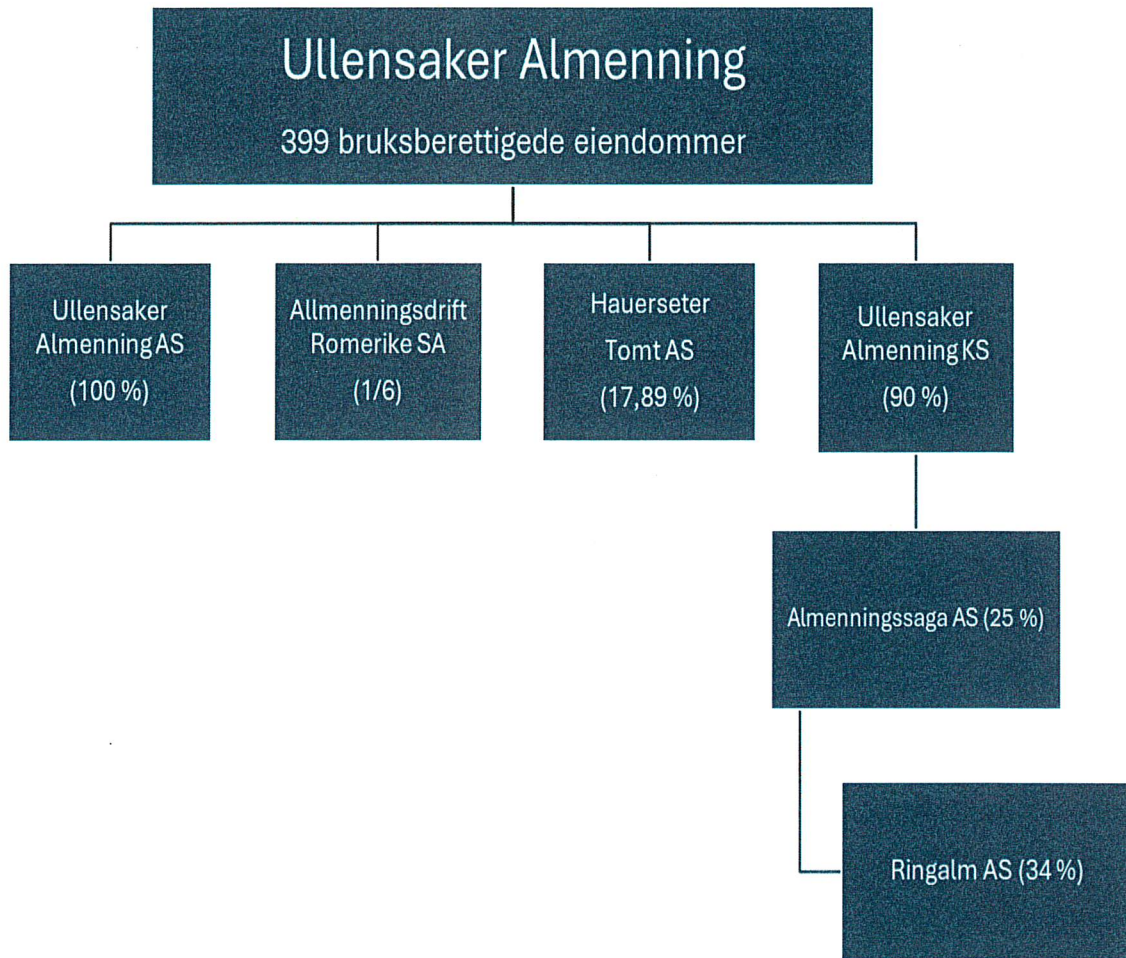 Ullensaker Almenning
399 bruksberettigede eiendommer
Ullensaker
Almenning AS
(100 %)
Allmenningsdrift
Romerike SA
(1/6)
Hauerseter
Tomt AS
(17,89 %)
Ullensaker
Almenning KS
(90 %)
Almenningssaga AS (25 %)
Ringalm AS (34 %)